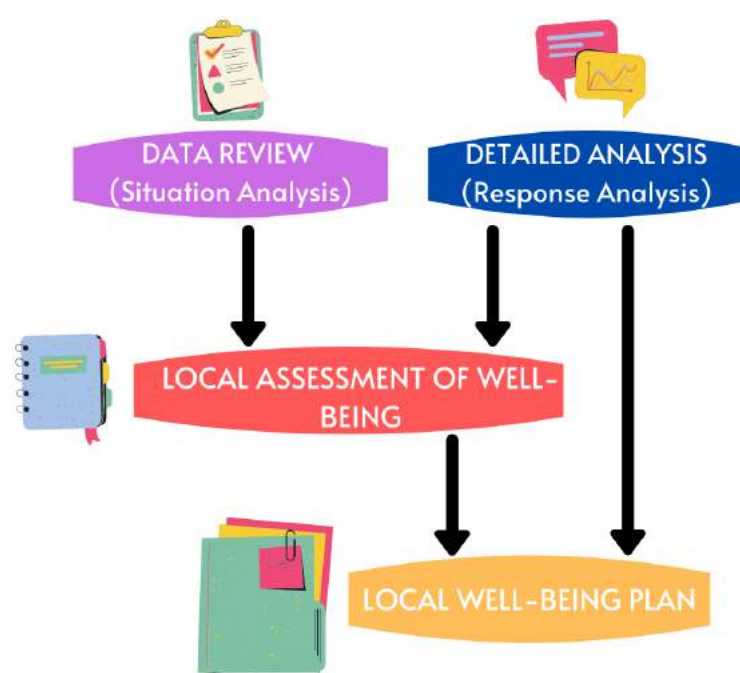 DATA REVIEW
(Situation Analysis)
DETAILED ANALYSIS
(Response Analysis)
LOCAL ASSESSMENT OF WELL-
BEING
LOCAL WELL-BEING PLAN